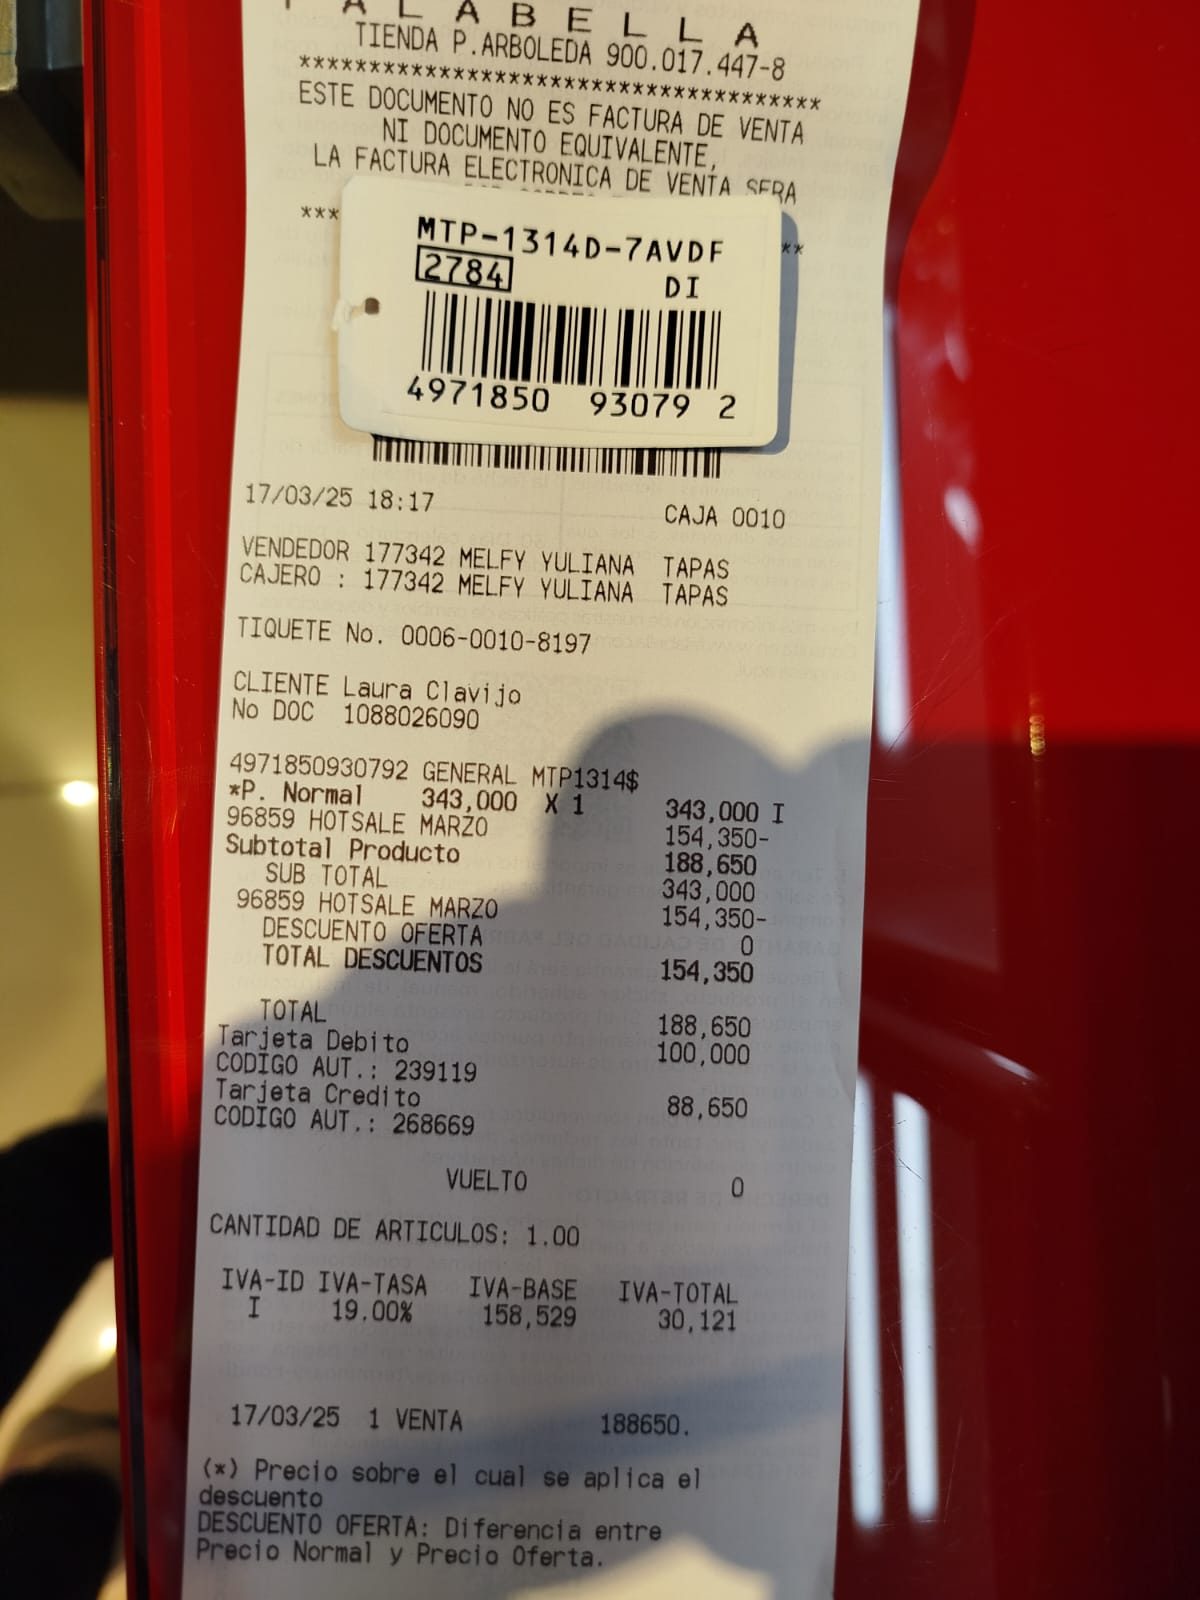 FALABELLA
TIENDA P.ARBOLEDA 900.017.447-8
*************************************
ESTE DOCUMENTO NO ES FACTURA DE VENTA
NI DOCUMENTO EQUIVALENTE,
LA FACTURA ELECTRONICA DE VENTA SERA
*** **
MTP-1314D-7AVDF
2784 DI
4971850 93079 2
17/03/25 18:17 CAJA 0010
VENDEDOR 177342 MELFY YULIANA TAPAS
CAJERO : 177342 MELFY YULIANA TAPAS
TIQUETE No. 0006-0010-8197
CLIENTE Laura Clavijo
No DOC 1088026090
4971850930792 GENERAL MTP1314$
*P. Normal 343,000 X 1 343,000 I
96859 HOTSALE MARZO 154,350-
Subtotal Producto 188,650
SUB TOTAL 343,000
96859 HOTSALE MARZO 154,350-
DESCUENTO OFERTA 0
TOTAL DESCUENTOS 154,350
TOTAL 188,650
Tarjeta Debito 100,000
CODIGO AUT.: 239119
Tarjeta Credito 88,650
CODIGO AUT.: 268669
VUELTO 0
CANTIDAD DE ARTICULOS: 1.00
IVA-ID IVA-TASA IVA-BASE IVA-TOTAL
I 19.00% 158,529 30,121
17/03/25 1 VENTA 188650.
(*) Precio sobre el cual se aplica el
descuento
DESCUENTO OFERTA: Diferencia entre
Precio Normal y Precio Oferta.